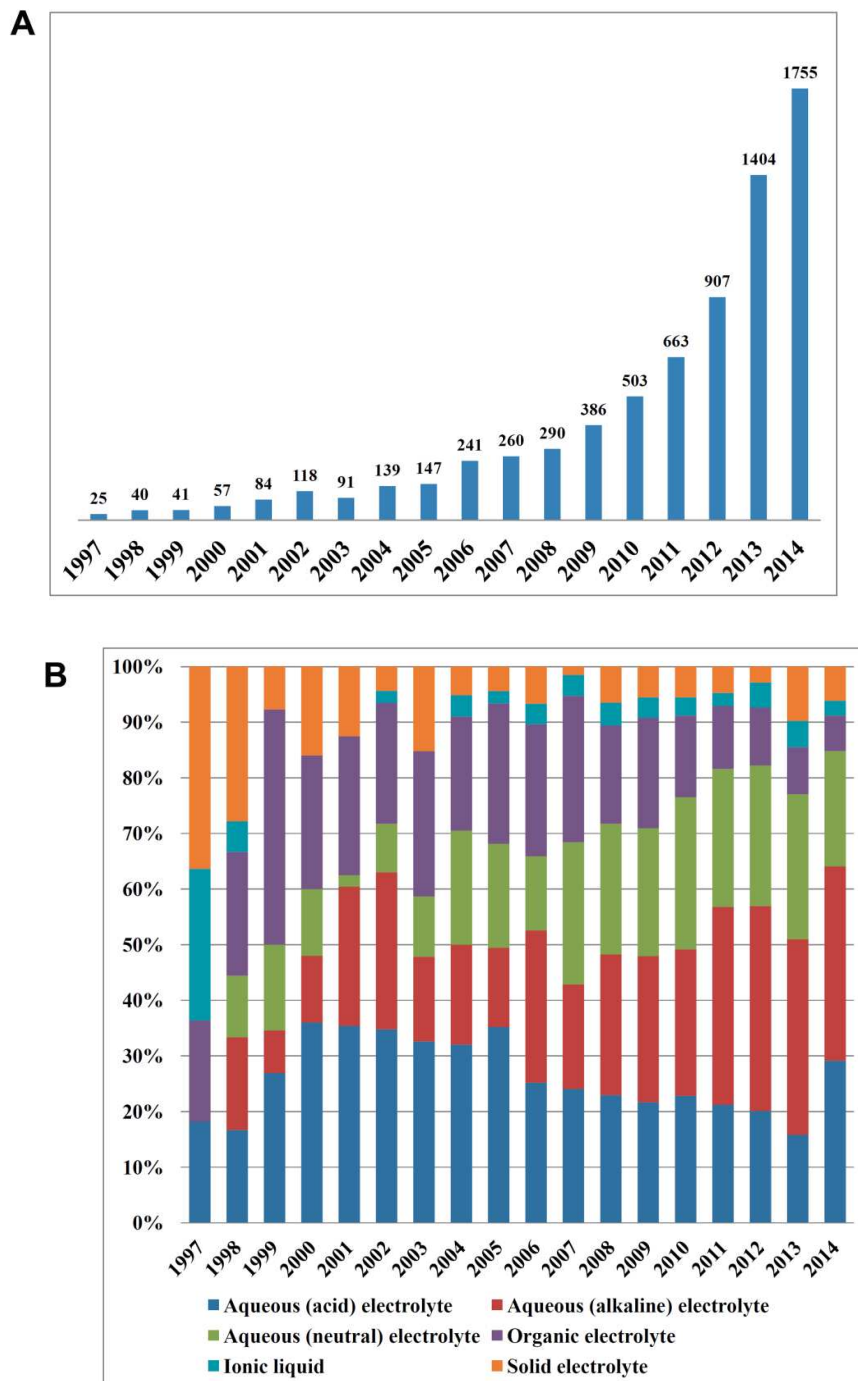 A
25 40 41 57 84 118 91 139 147 241 260 290 386 503 663 907 1404 1755
1997 1998 1999 2000 2001 2002 2003 2004 2005 2006 2007 2008 2009 2010 2011 2012 2013 2014
B
100%
90%
80%
70%
60%
50%
40%
30%
20%
10%
0%
1997 1998 1999 2000 2001 2002 2003 2004 2005 2006 2007 2008 2009 2010 2011 2012 2013 2014
Aqueous (acid) electrolyte Aqueous (alkaline) electrolyte
Aqueous (neutral) electrolyte Organic electrolyte
Ionic liquid Solid electrolyte